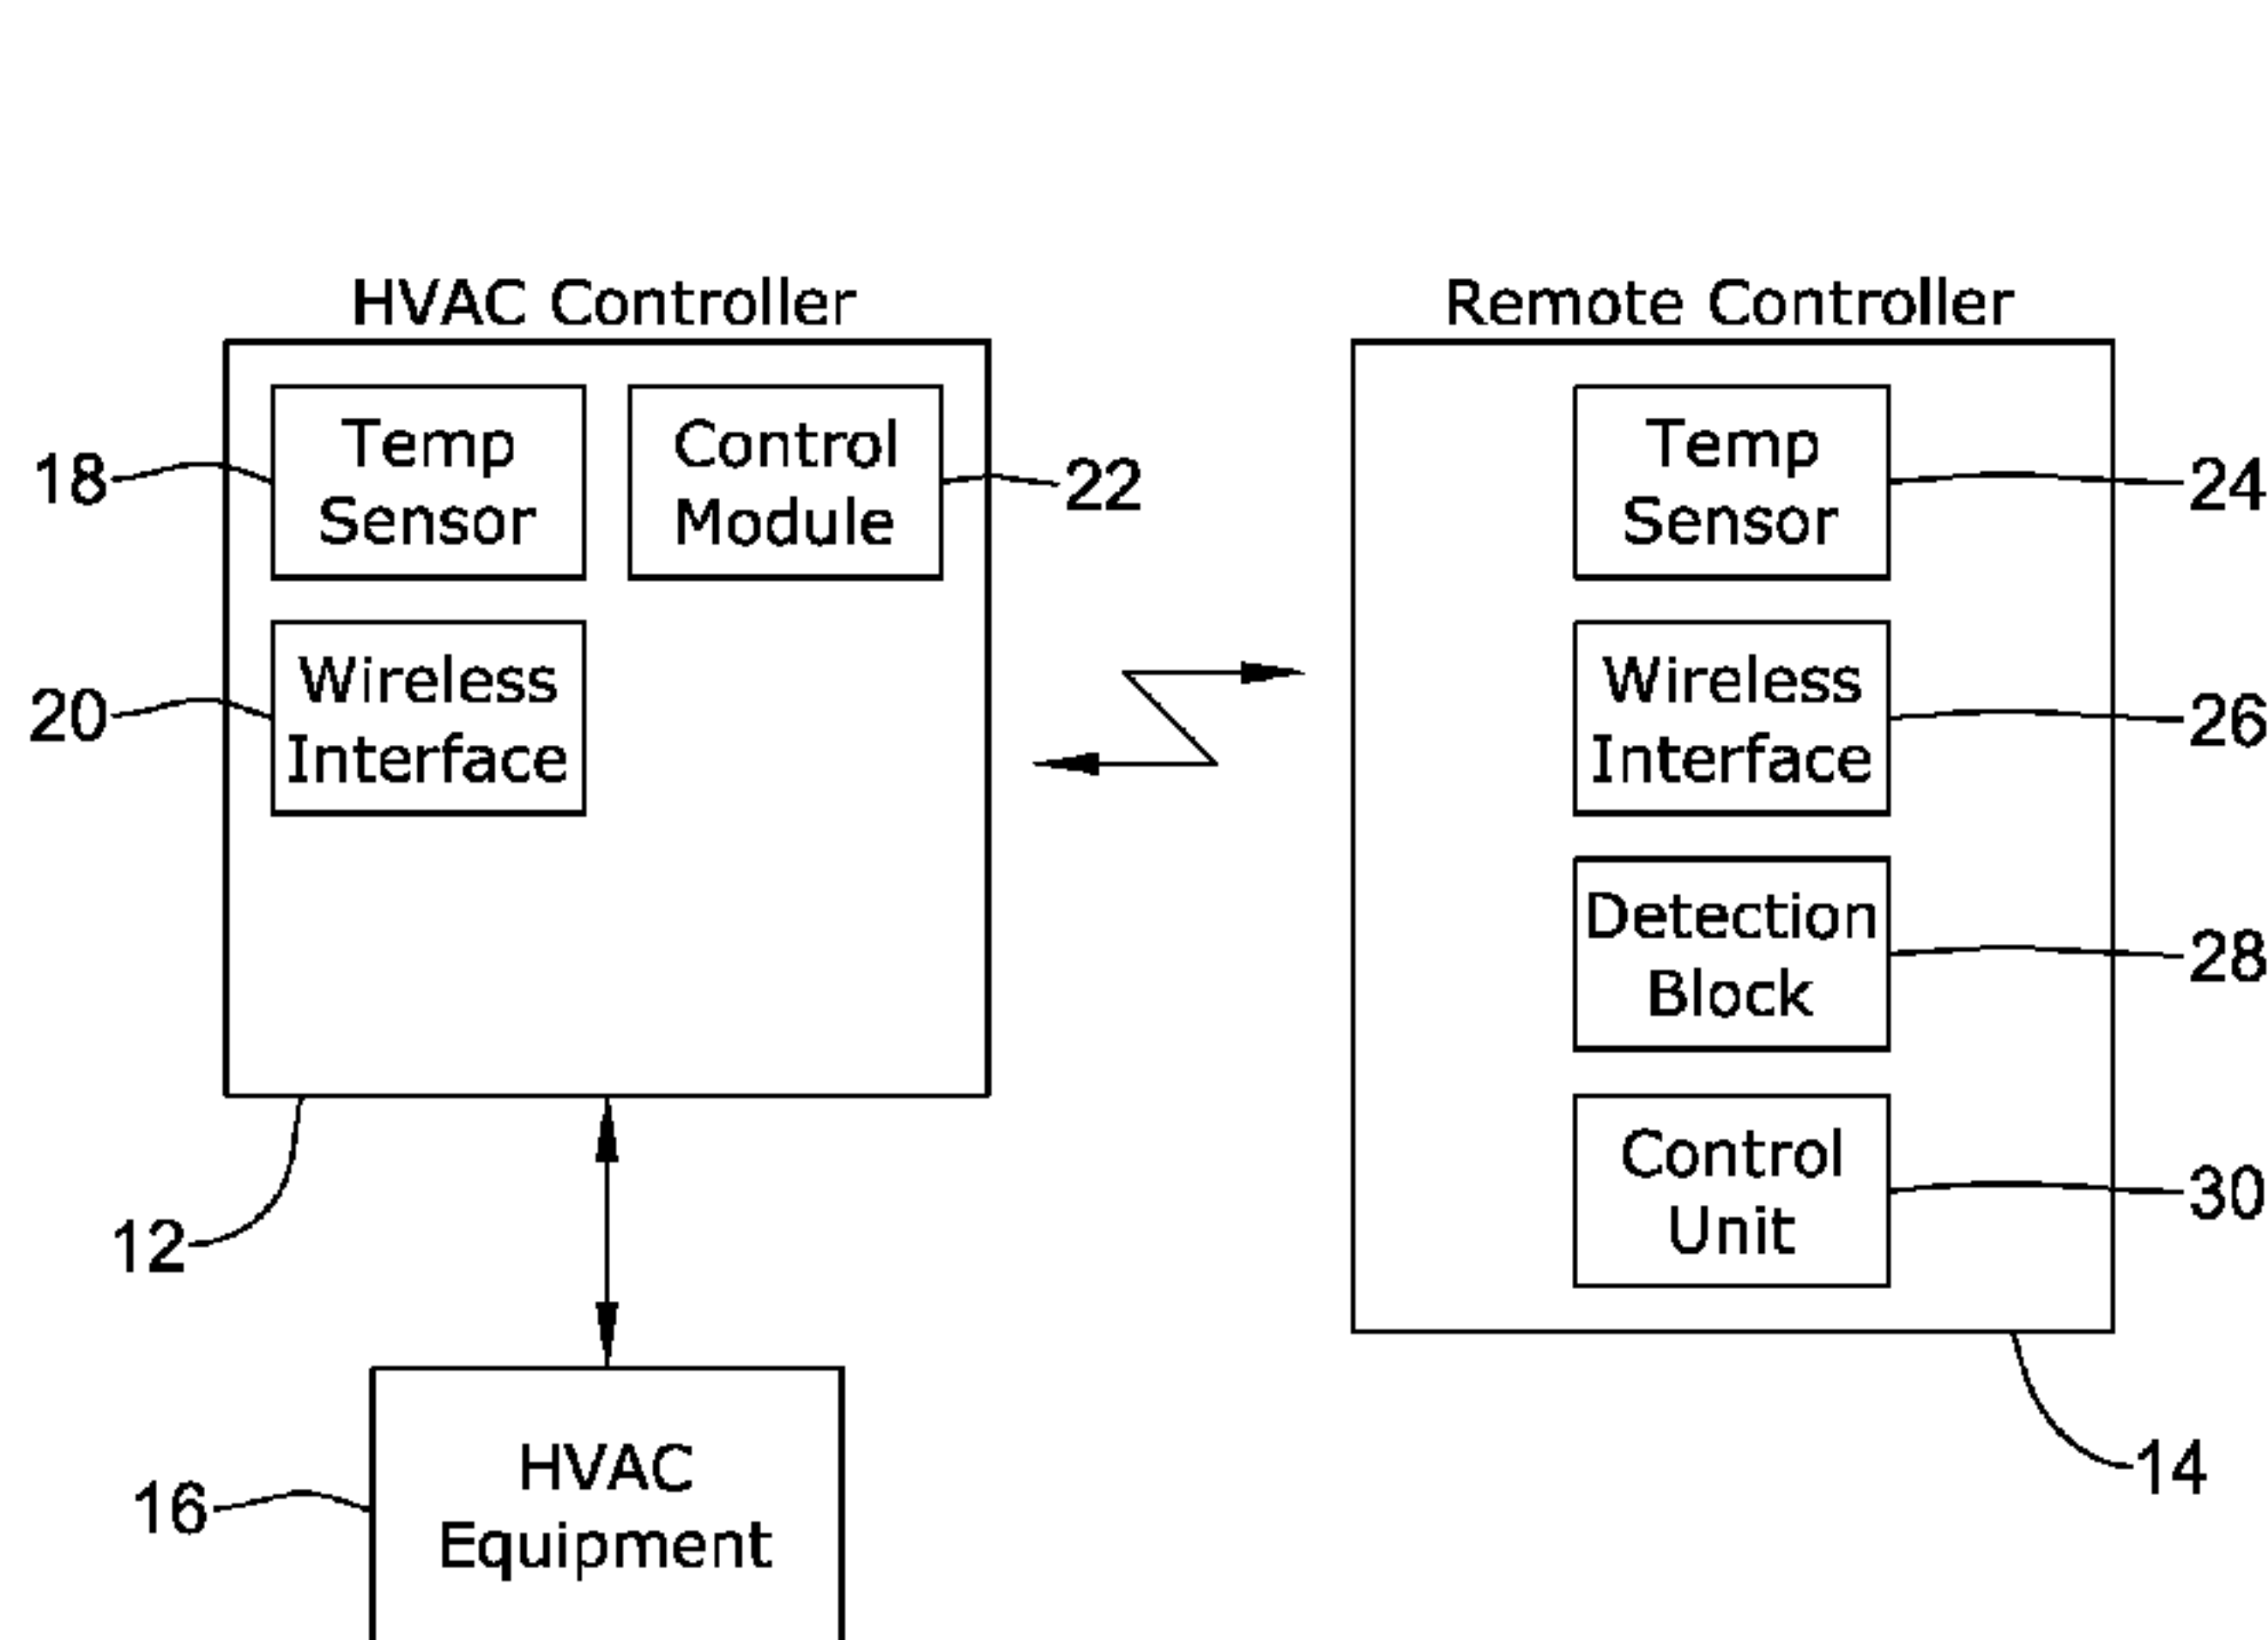 HVAC Controller
Temp
Sensor
Control
Module
18
22
Wireless
Interface
20
12
HVAC
Equipment
16
Remote Controller
Temp
Sensor
24
Wireless
Interface
26
Detection
Block
28
Control
Unit
30
14